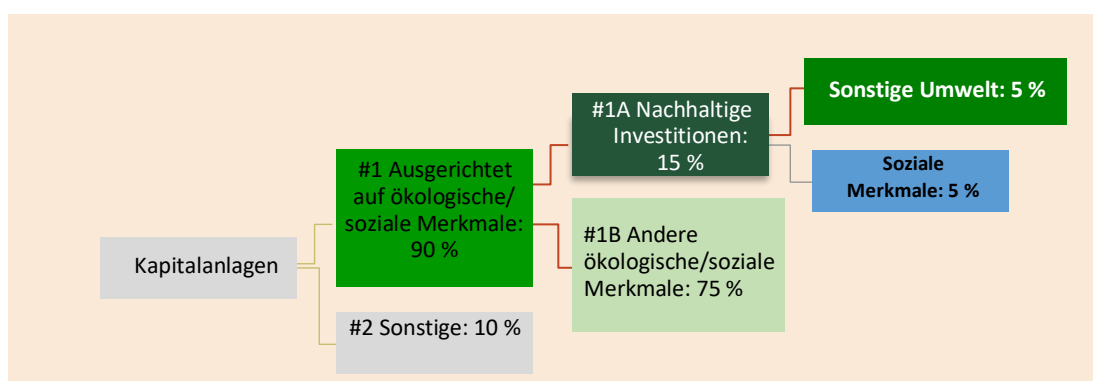 Kapitalanlagen
#1 Ausgerichtet
auf ökologische/
soziale Merkmale:
90 %
#2 Sonstige: 10 %
#1A Nachhaltige
Investitionen:
15 %
#1B Andere
ökologische/soziale
Merkmale: 75 %
Sonstige Umwelt: 5 %
Soziale
Merkmale: 5 %